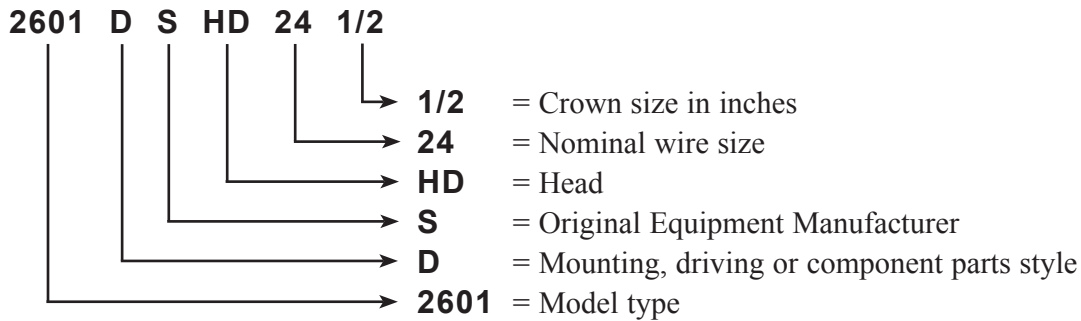 2601 D S HD 24 1/2
1/2 = Crown size in inches
24 = Nominal wire size
HD = Head
S = Original Equipment Manufacturer
D = Mounting, driving or component parts style
2601 = Model type